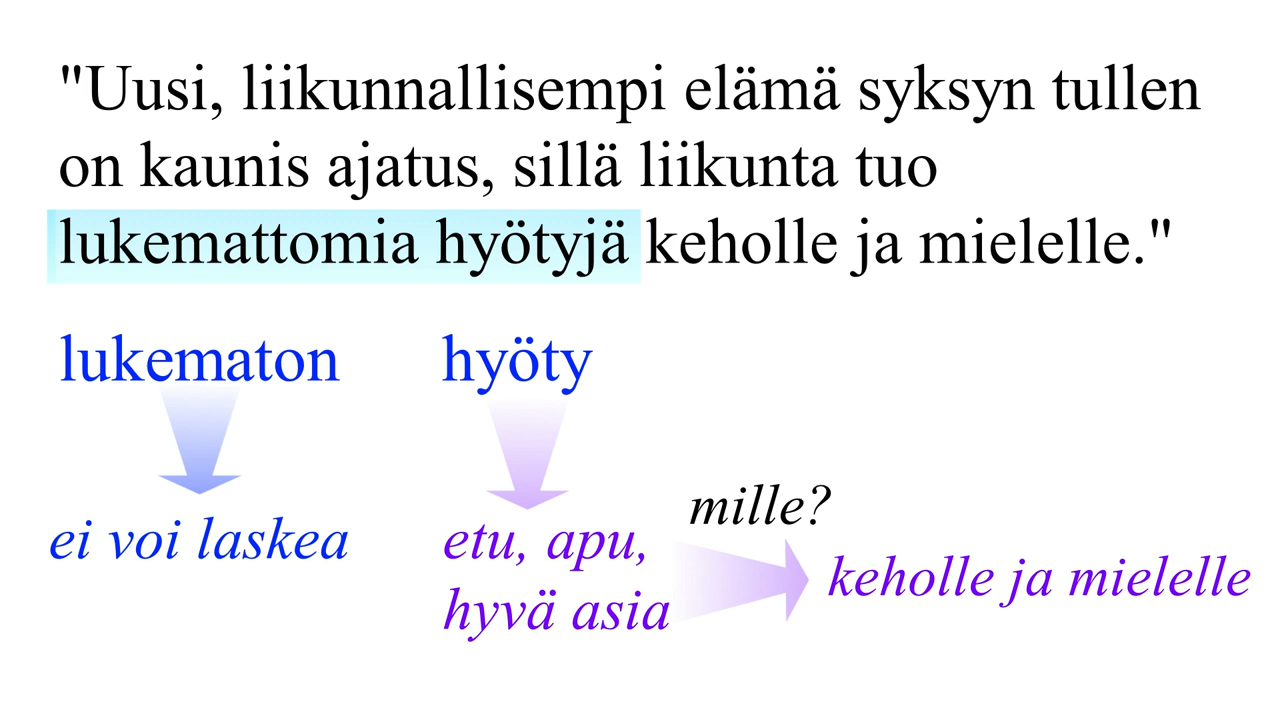 "Uusi, liikunnallisempi elämä syksyn tullen
on kaunis ajatus, sillä liikunta tuo
lukemattomia hyötyjä keholle ja mielelle."
lukematon
hyöty
ei voi laskea
etu, apu,
hyvä asia
mille?
keholle ja mielelle